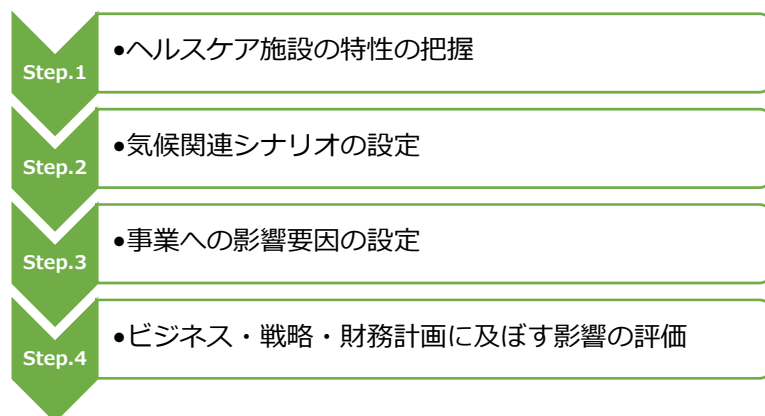 Step.1
•ヘルスケア施設の特性の把握
Step.2
•気候関連シナリオの設定
Step.3
•事業への影響要因の設定
Step.4
•ビジネス・戦略・財務計画に及ぼす影響の評価